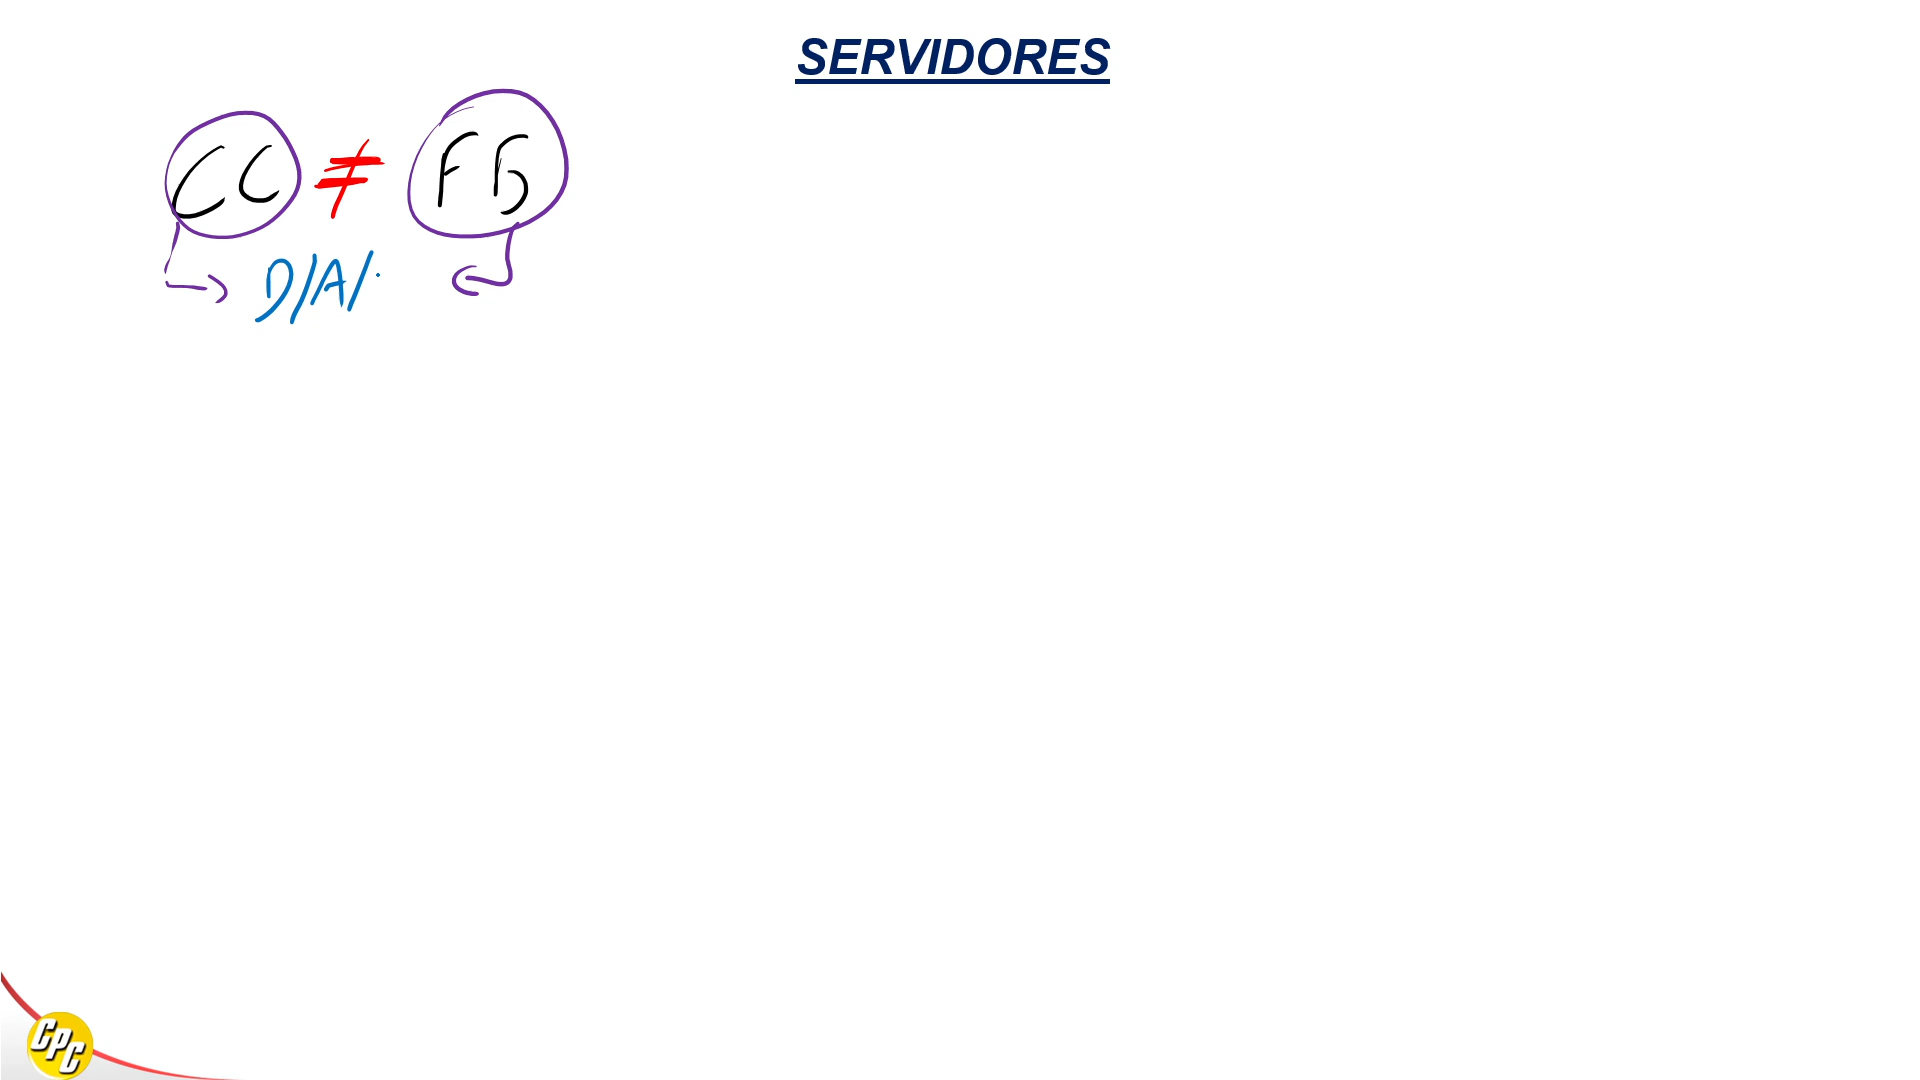 SERVIDORES
CC ≠ FG
D/A/
CPC